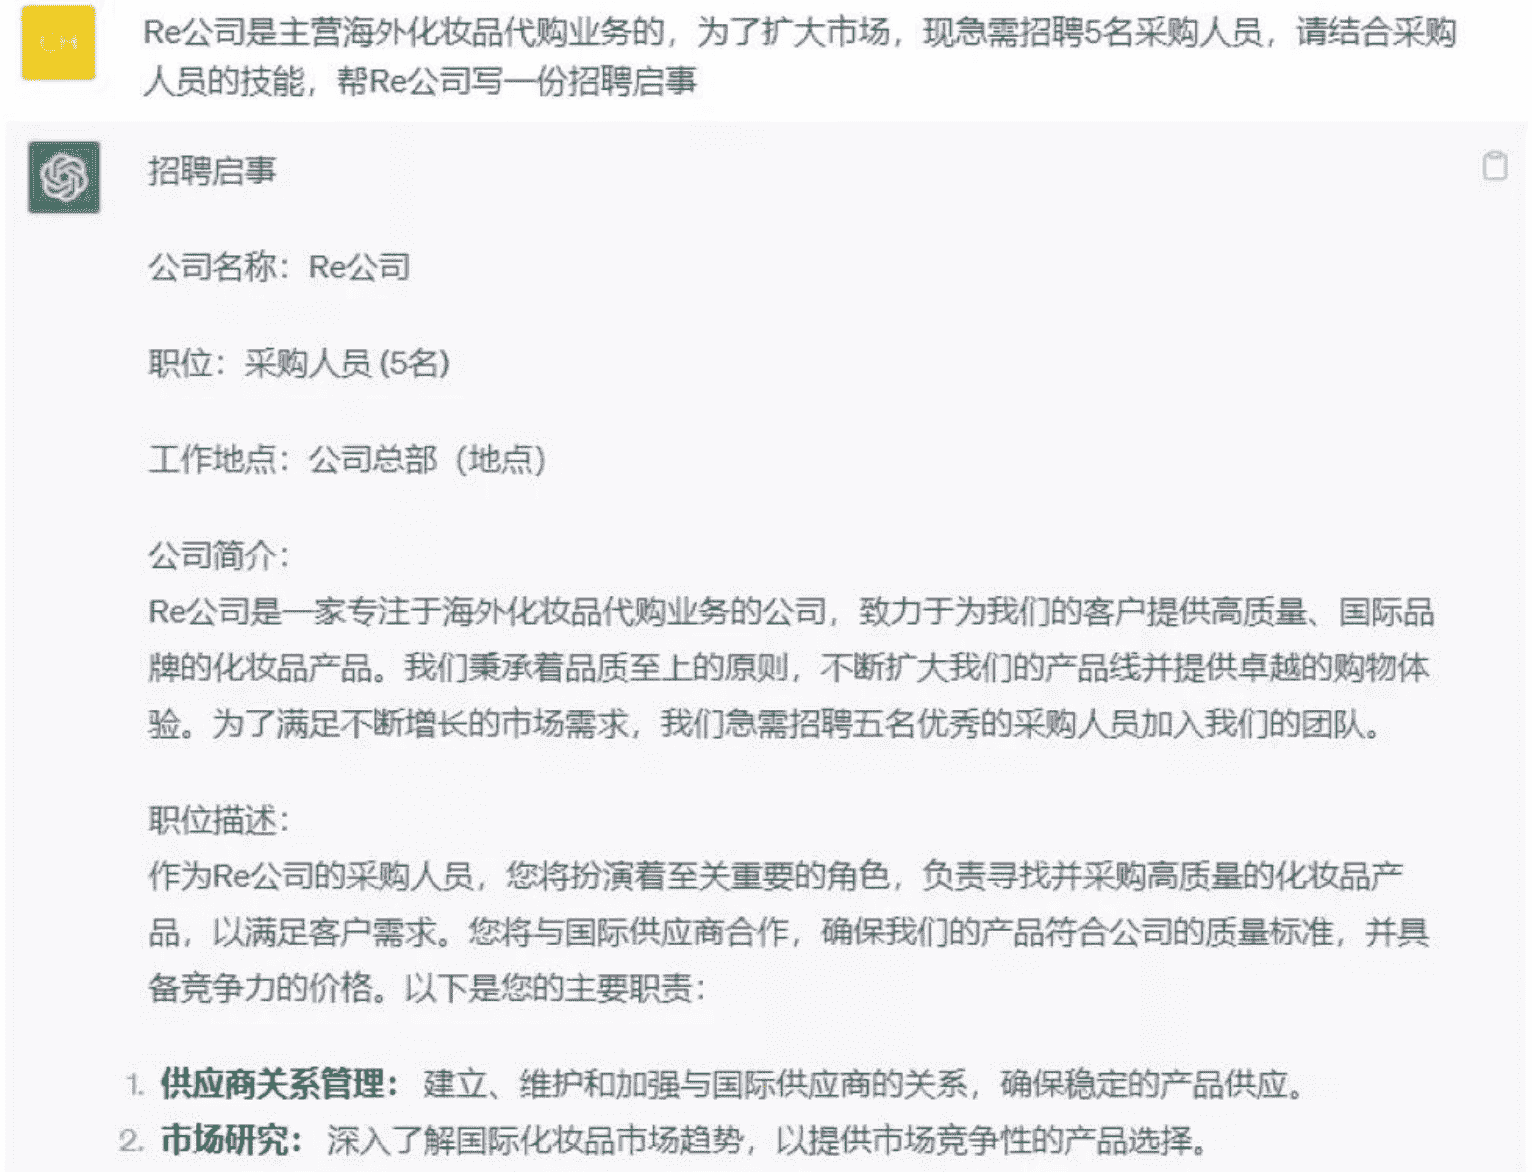 Re公司是主营海外化妆品代购业务的，为了扩大市场，现急需招聘5名采购人员，请结合采购
人员的技能，帮Re公司写一份招聘启事
招聘启事
公司名称：Re公司
职位：采购人员 (5名)
工作地点：公司总部（地点）
公司简介：
Re公司是一家专注于海外化妆品代购业务的公司，致力于为我们的客户提供高质量、国际品
牌的化妆品产品。我们秉承着品质至上的原则，不断扩大我们的产品线并提供卓越的购物体
验。为了满足不断增长的市场需求，我们急需招聘五名优秀的采购人员加入我们的团队。
职位描述：
作为Re公司的采购人员，您将扮演着至关重要的角色，负责寻找并采购高质量的化妆品产
品，以满足客户需求。您将与国际供应商合作，确保我们的产品符合公司的质量标准，并具
备竞争力的价格。以下是您的主要职责：
1. 供应商关系管理：建立、维护和加强与国际供应商的关系，确保稳定的产品供应。
2. 市场研究：深入了解国际化妆品市场趋势，以提供市场竞争性的产品选择。